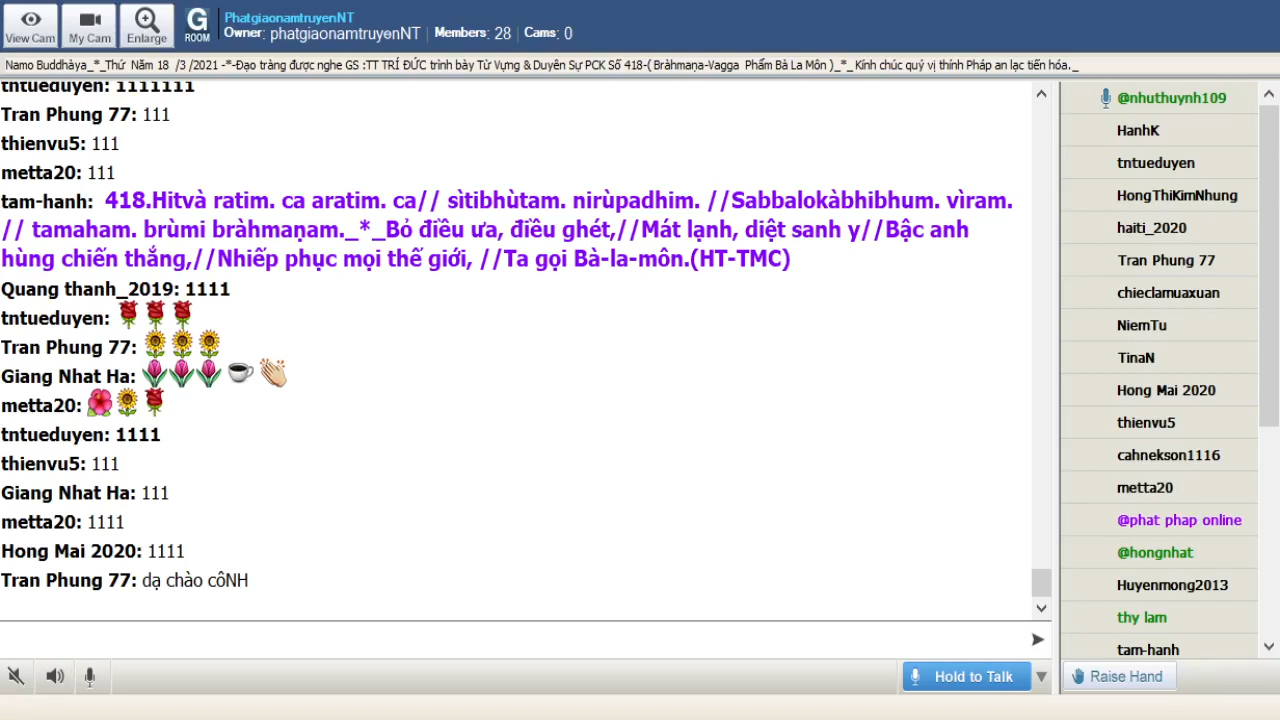 View Cam
My Cam
Enlarge
G
ROOM
PhatgiaonamtruyenNT
Owner: phatgiaonamtruyenNT | Members: 28 | Cams: 0
Namo Buddhàya_*_Thứ Năm 18 /3 /2021 -*-Đạo tràng được nghe GS :TT TRÍ ĐỨC trình bày Từ Vựng & Duyên Sự PCK Số 418-( Bràhmaṇa-Vagga Phẩm Bà La Môn )_*_ Kính chúc quý vị thính Pháp an lạc tiến hóa._
tntueduyen: 1111111
Tran Phung 77: 111
thienvu5: 111
metta20: 111
tam-hanh: 418.Hitvà ratim. ca aratim. ca// sìtibhùtam. nirùpadhim. //Sabbalokàbhibhum. vìram.
// tamaham. brùmi bràhmaṇam._*_Bỏ điều ưa, điều ghét,//Mát lạnh, diệt sanh y//Bậc anh
hùng chiến thắng,//Nhiếp phục mọi thế giới, //Ta gọi Bà-la-môn.(HT-TMC)
Quang thanh_2019: 1111
tntueduyen:
Tran Phung 77:
Giang Nhat Ha:
metta20:
tntueduyen: 1111
thienvu5: 111
Giang Nhat Ha: 111
metta20: 1111
Hong Mai 2020: 1111
Tran Phung 77: dạ chào côNH
@nhuthuynh109
HanhK
tntueduyen
HongThiKimNhung
haiti_2020
Tran Phung 77
chieclamuaxuan
NiemTu
TinaN
Hong Mai 2020
thienvu5
cahnekson1116
metta20
@phat phap online
@hongnhat
Huyenmong2013
thy lam
tam-hanh
Hold to Talk
Raise Hand